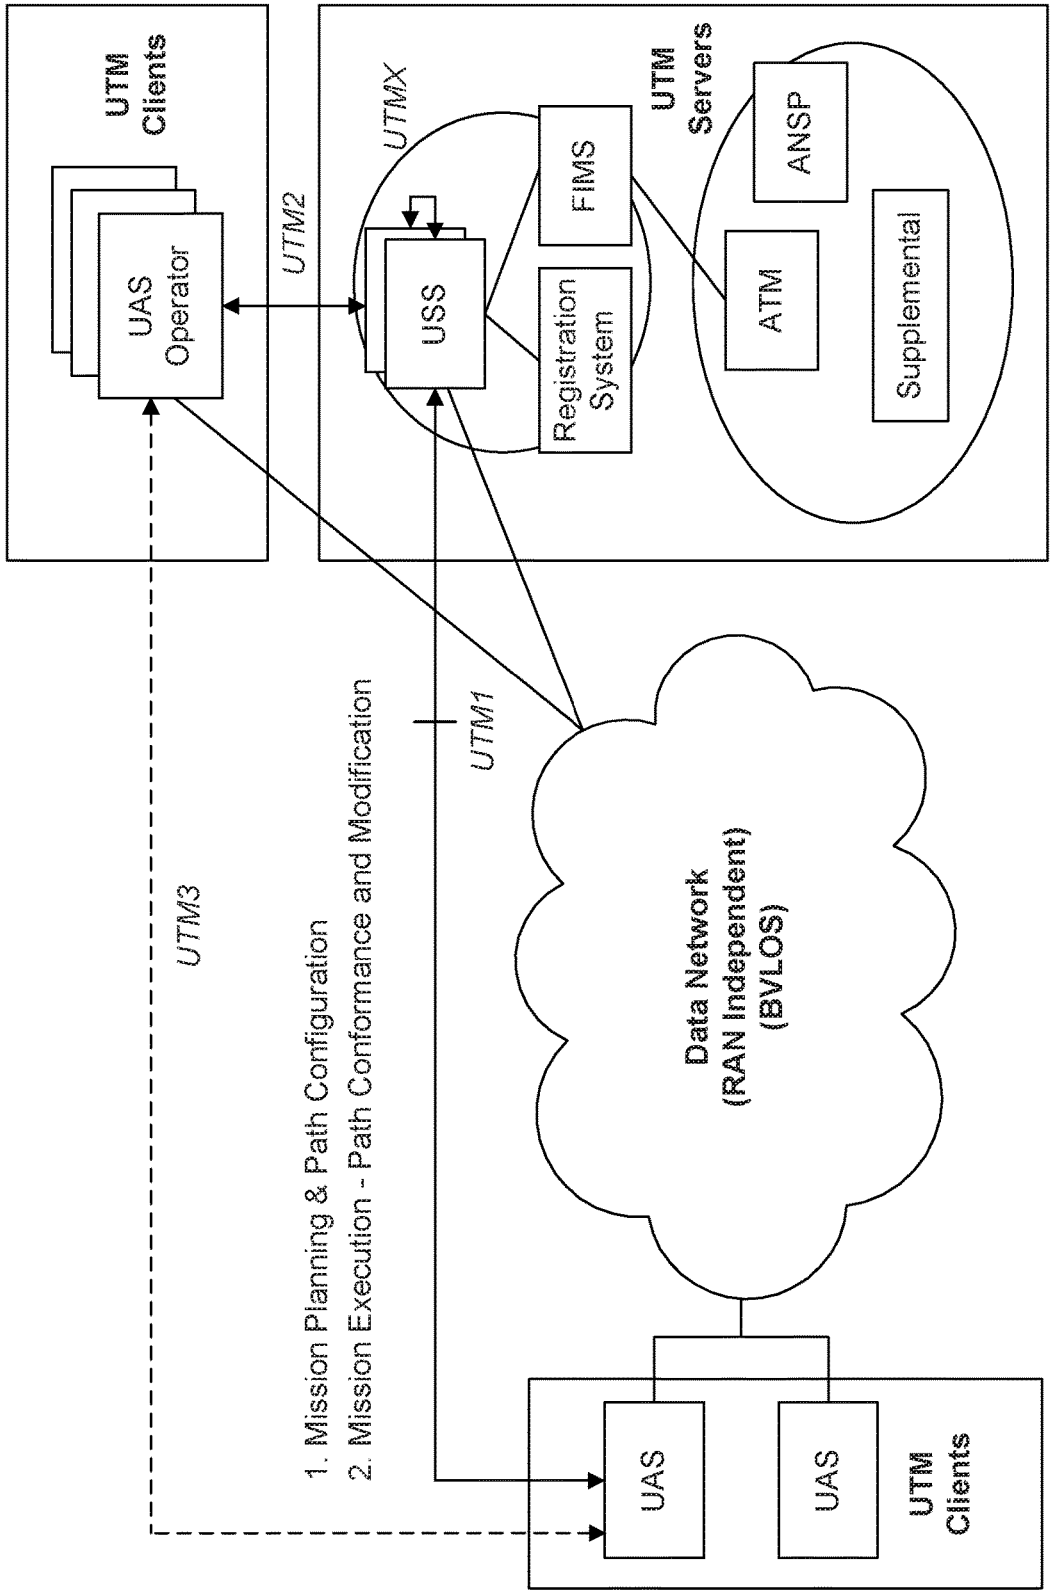 UTM
Clients
UAS
Operator
UTM3
UTM2
1. Mission Planning & Path Configuration
2. Mission Execution - Path Conformance and Modification
UTM1
UTMX
USS
Registration
System
FIMS
UTM
Servers
ATM
ANSP
Supplemental
Data Network
(RAN Independent)
(BVLOS)
UAS
UAS
UTM
Clients